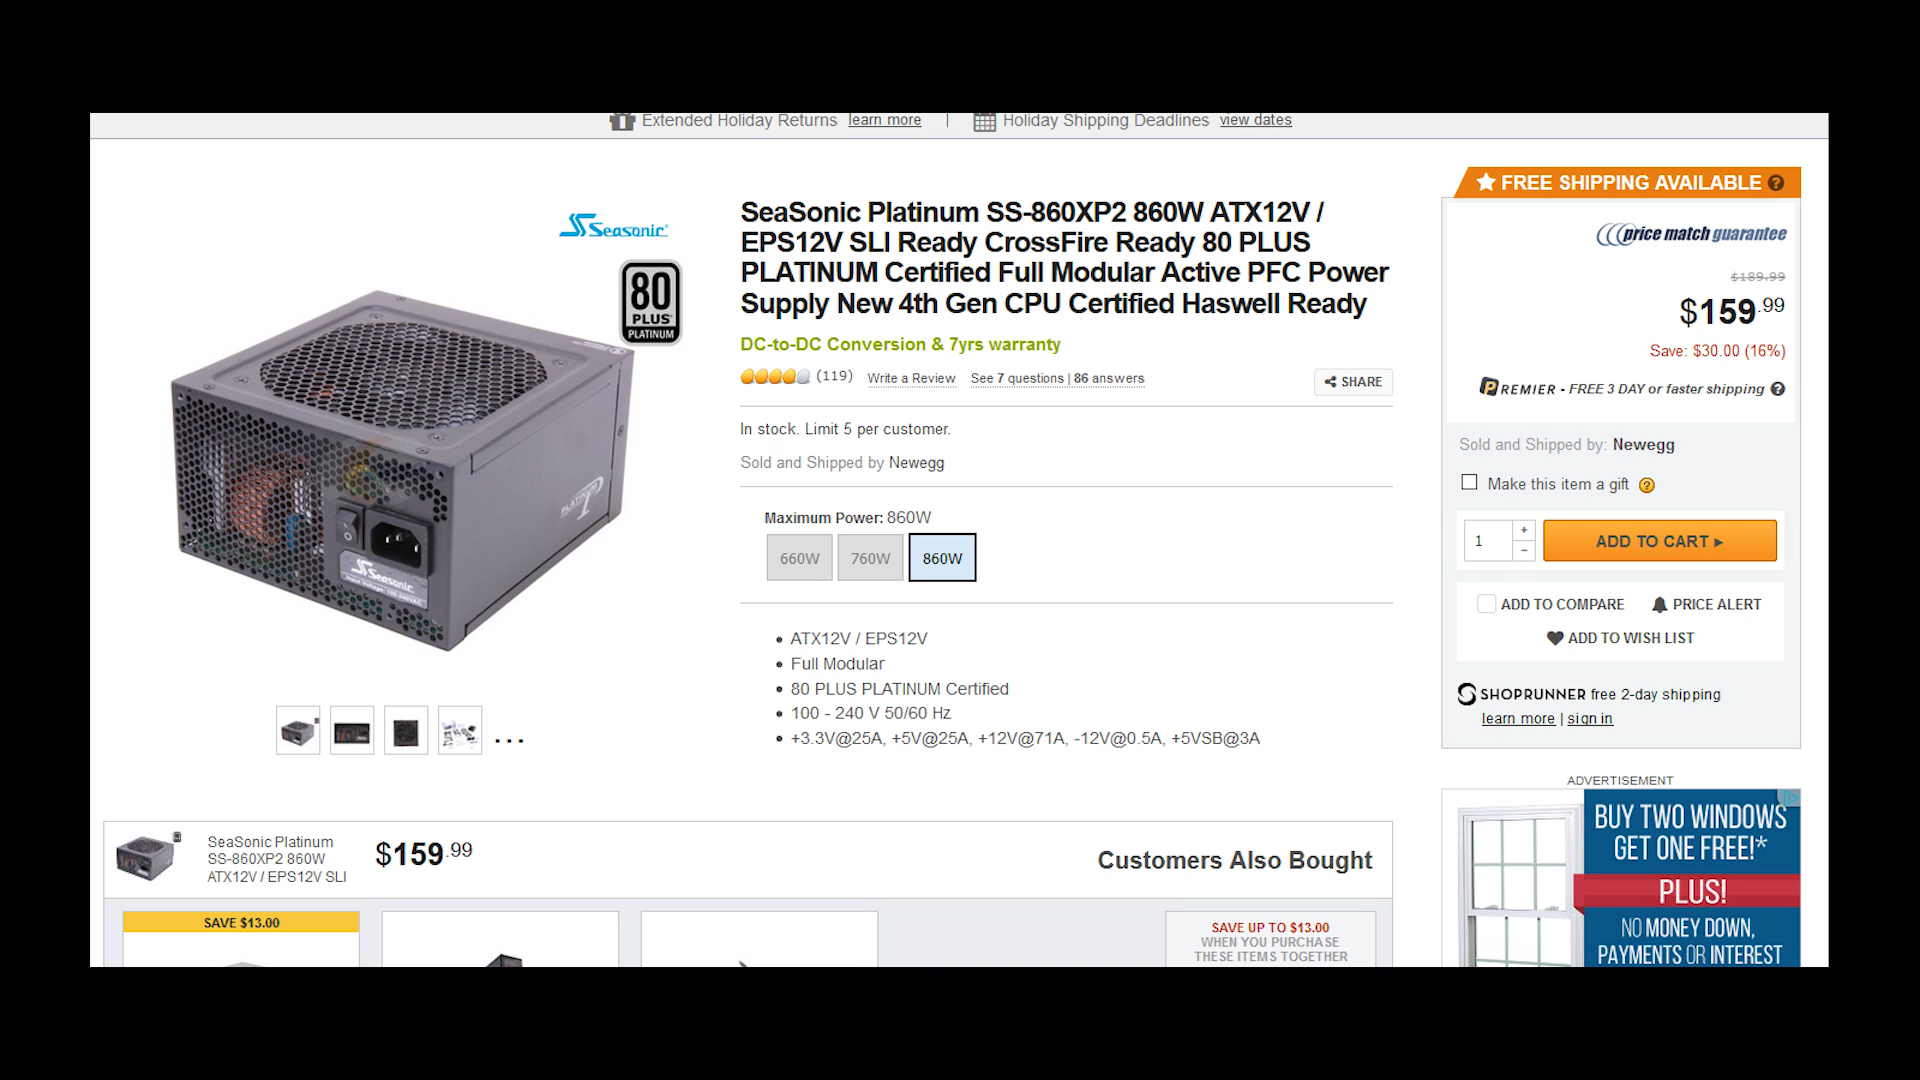 Extended Holiday Returns learn more | Holiday Shipping Deadlines view dates
Seasonic
80
PLUS
PLATINUM
PLATINUM
Seasonic
Input Voltage: 100-240VAC
SeaSonic Platinum SS-860XP2 860W ATX12V /
EPS12V SLI Ready CrossFire Ready 80 PLUS
PLATINUM Certified Full Modular Active PFC Power
Supply New 4th Gen CPU Certified Haswell Ready
DC-to-DC Conversion & 7yrs warranty
(119) Write a Review See 7 questions | 86 answers
SHARE
In stock. Limit 5 per customer.
Sold and Shipped by Newegg
Maximum Power: 860W
660W 760W 860W
• ATX12V / EPS12V
• Full Modular
• 80 PLUS PLATINUM Certified
• 100 - 240 V 50/60 Hz
• +3.3V@25A, +5V@25A, +12V@71A, -12V@0.5A, +5VSB@3A
...
FREE SHIPPING AVAILABLE ?
price match guarantee
$189.99
$159.99
Save: $30.00 (16%)
PREMIER - FREE 3 DAY or faster shipping ?
Sold and Shipped by: Newegg
Make this item a gift ?
1 + -
ADD TO CART ▸
ADD TO COMPARE PRICE ALERT
ADD TO WISH LIST
SHOPRUNNER free 2-day shipping
learn more | sign in
ADVERTISEMENT
BUY TWO WINDOWS
GET ONE FREE!*
PLUS!
NO MONEY DOWN,
PAYMENTS OR INTEREST
SeaSonic Platinum
SS-860XP2 860W
ATX12V / EPS12V SLI
$159.99
Customers Also Bought
SAVE $13.00
SAVE UP TO $13.00
WHEN YOU PURCHASE
THESE ITEMS TOGETHER